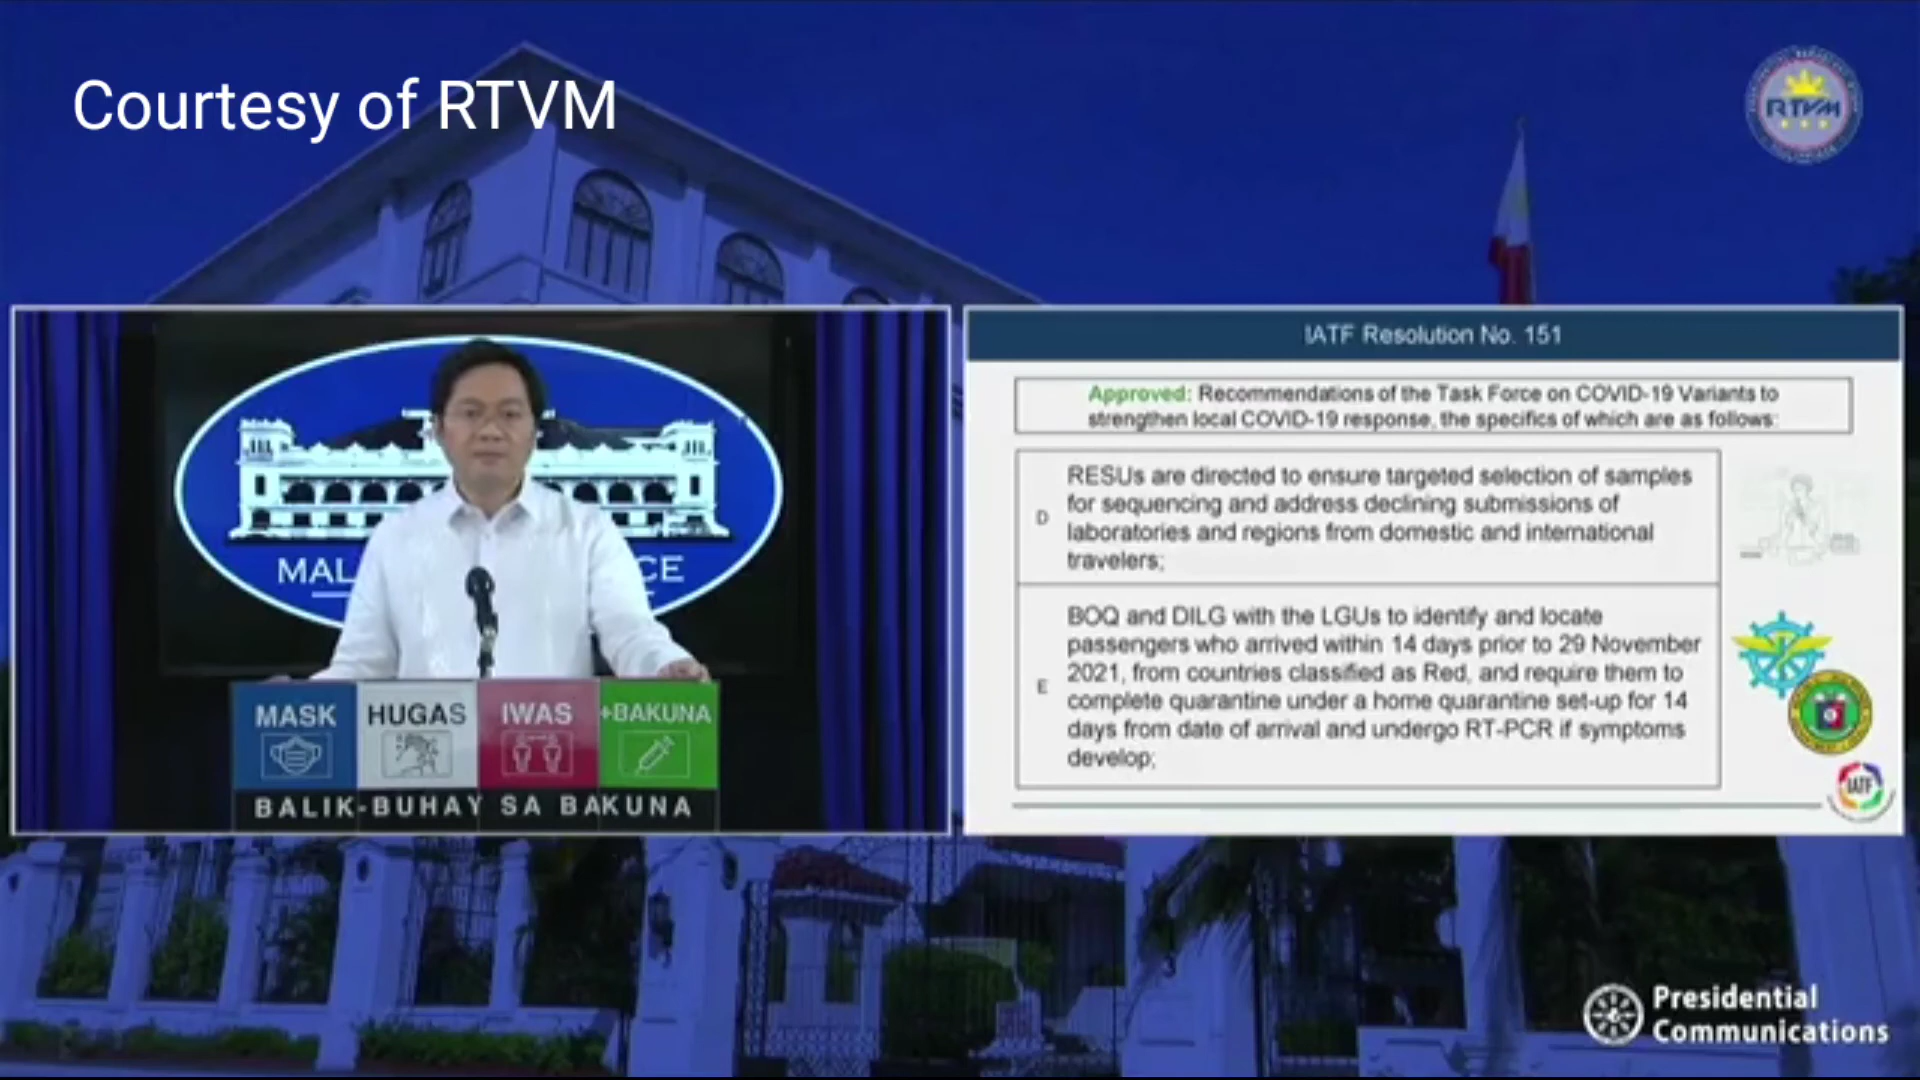 Courtesy of RTVM
RTVM
IATF Resolution No. 151
Approved: Recommendations of the Task Force on COVID-19 Variants to
strengthen local COVID-19 response, the specifics of which are as follows:
D
RESUs are directed to ensure targeted selection of samples
for sequencing and address declining submissions of
laboratories and regions from domestic and international
travelers;
E
BOQ and DILG with the LGUs to identify and locate
passengers who arrived within 14 days prior to 29 November
2021, from countries classified as Red, and require them to
complete quarantine under a home quarantine set-up for 14
days from date of arrival and undergo RT-PCR if symptoms
develop;
IATF
MAL CE
MASK HUGAS IWAS +BAKUNA
BALIK-BUHAY SA BAKUNA
Presidential
Communications